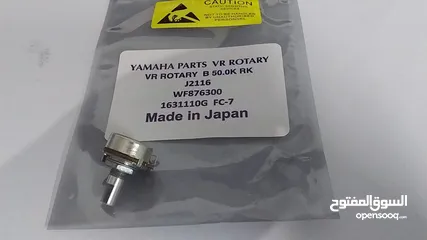 CAUTION
YAMAHA PARTS VR ROTARY
VR ROTARY B 50.0K RK
J2116
WF876300
1631110G FC-7
Made in Japan
السوق المفتوح
opensooq.com